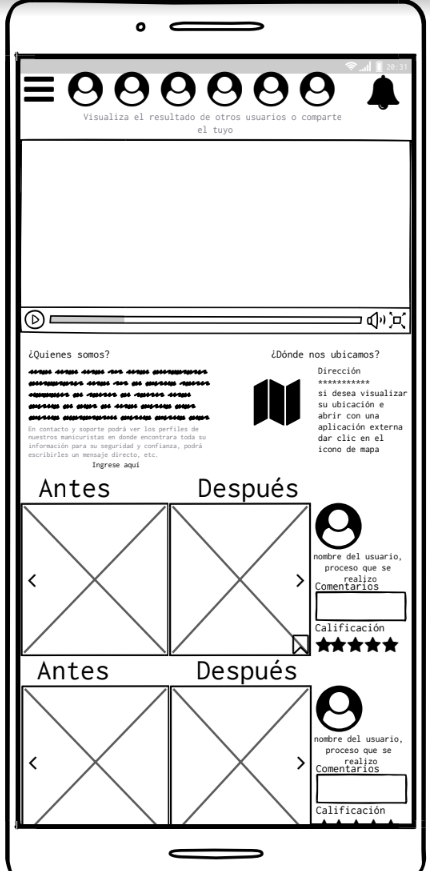 20:31
Visualiza el resultado de otros usuarios o comparte
el tuyo
¿Quienes somos?
En contacto y soporte podrá ver los perfiles de
nuestros manicuristas en donde encontrara toda su
información para su seguridad y confianza, podrá
escribirles un mensaje directo, etc.
Ingrese aquí
¿Dónde nos ubicamos?
Dirección
***********
si desea visualizar
su ubicación e
abrir con una
aplicación externa
dar clic en el
icono de mapa
Antes
Después
nombre del usuario,
proceso que se
realizo
Comentarios
Calificación
Antes
Después
nombre del usuario,
proceso que se
realizo
Comentarios
Calificación